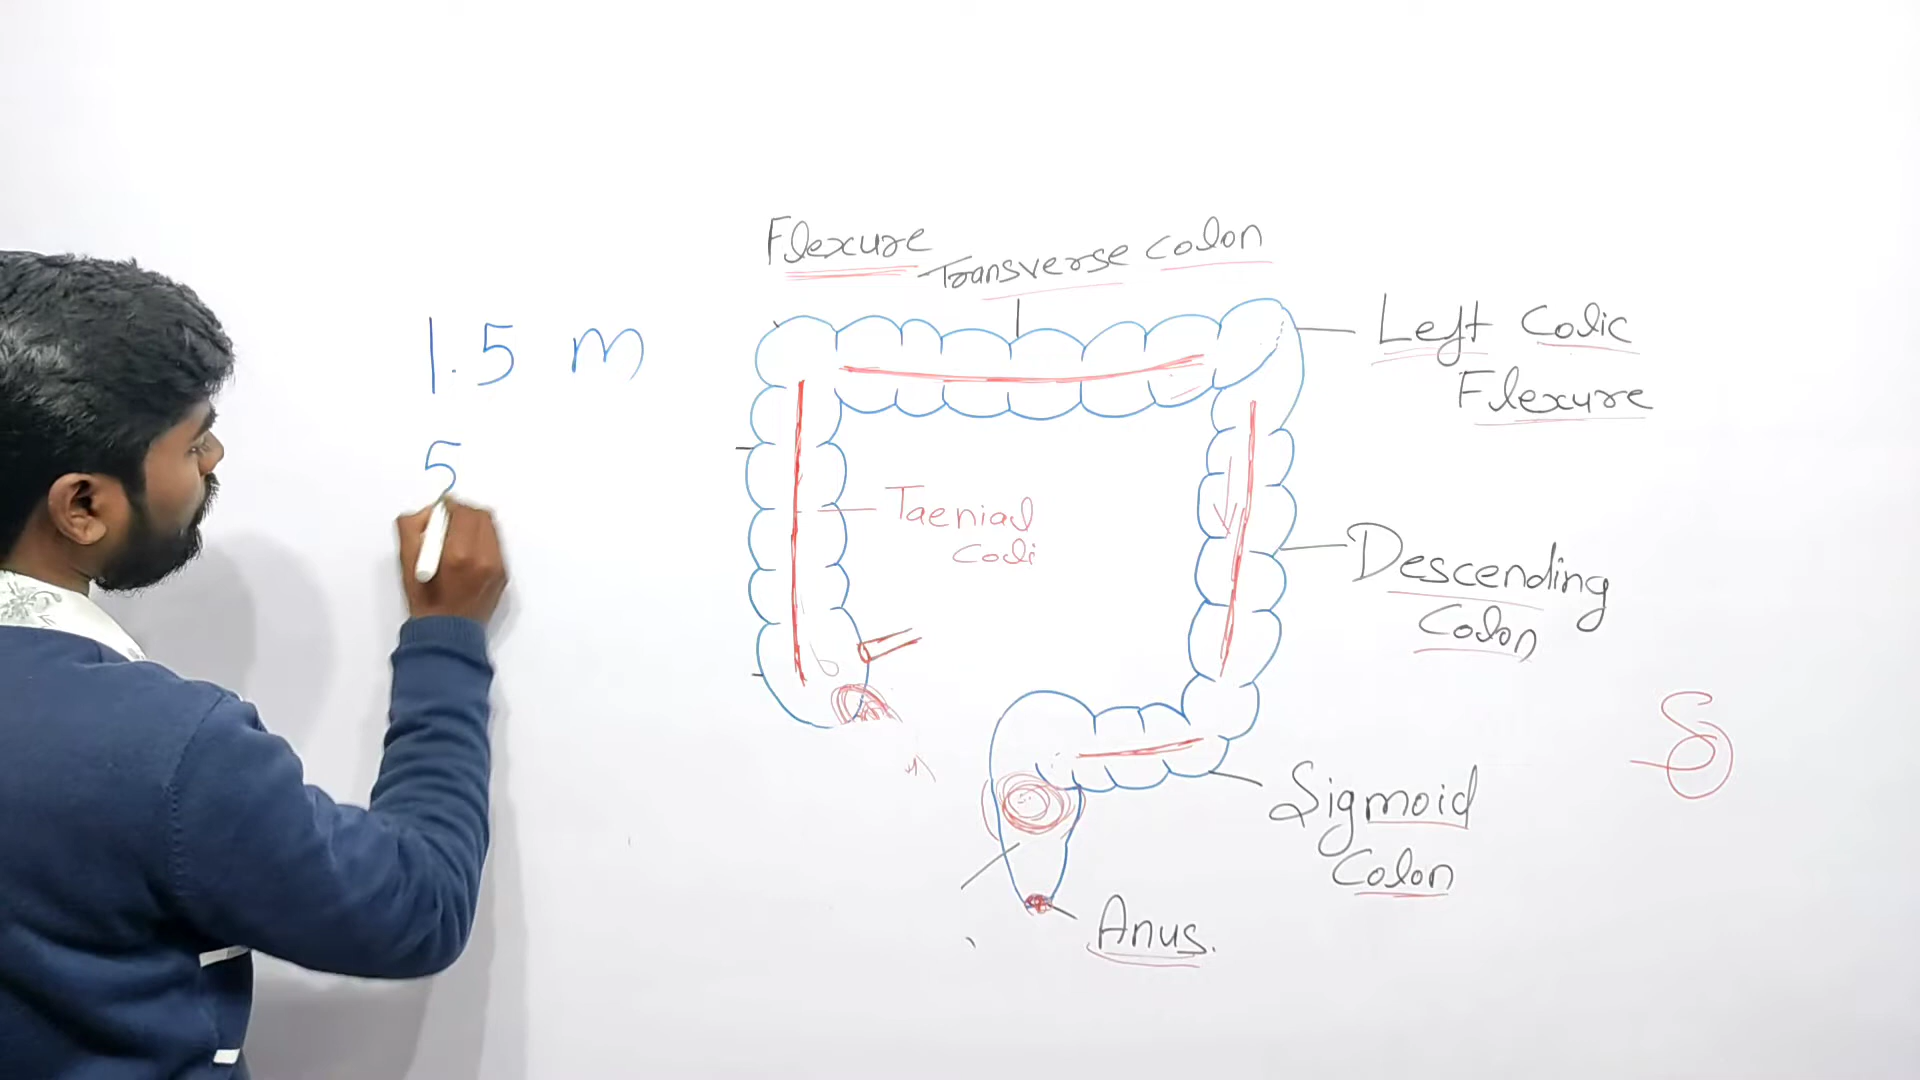 Flexure
Transverse Colon
1.5 m
Left Colic
Flexure
5
Taenial
Coli
Descending
Colon
Sigmoid
Colon
Anus.